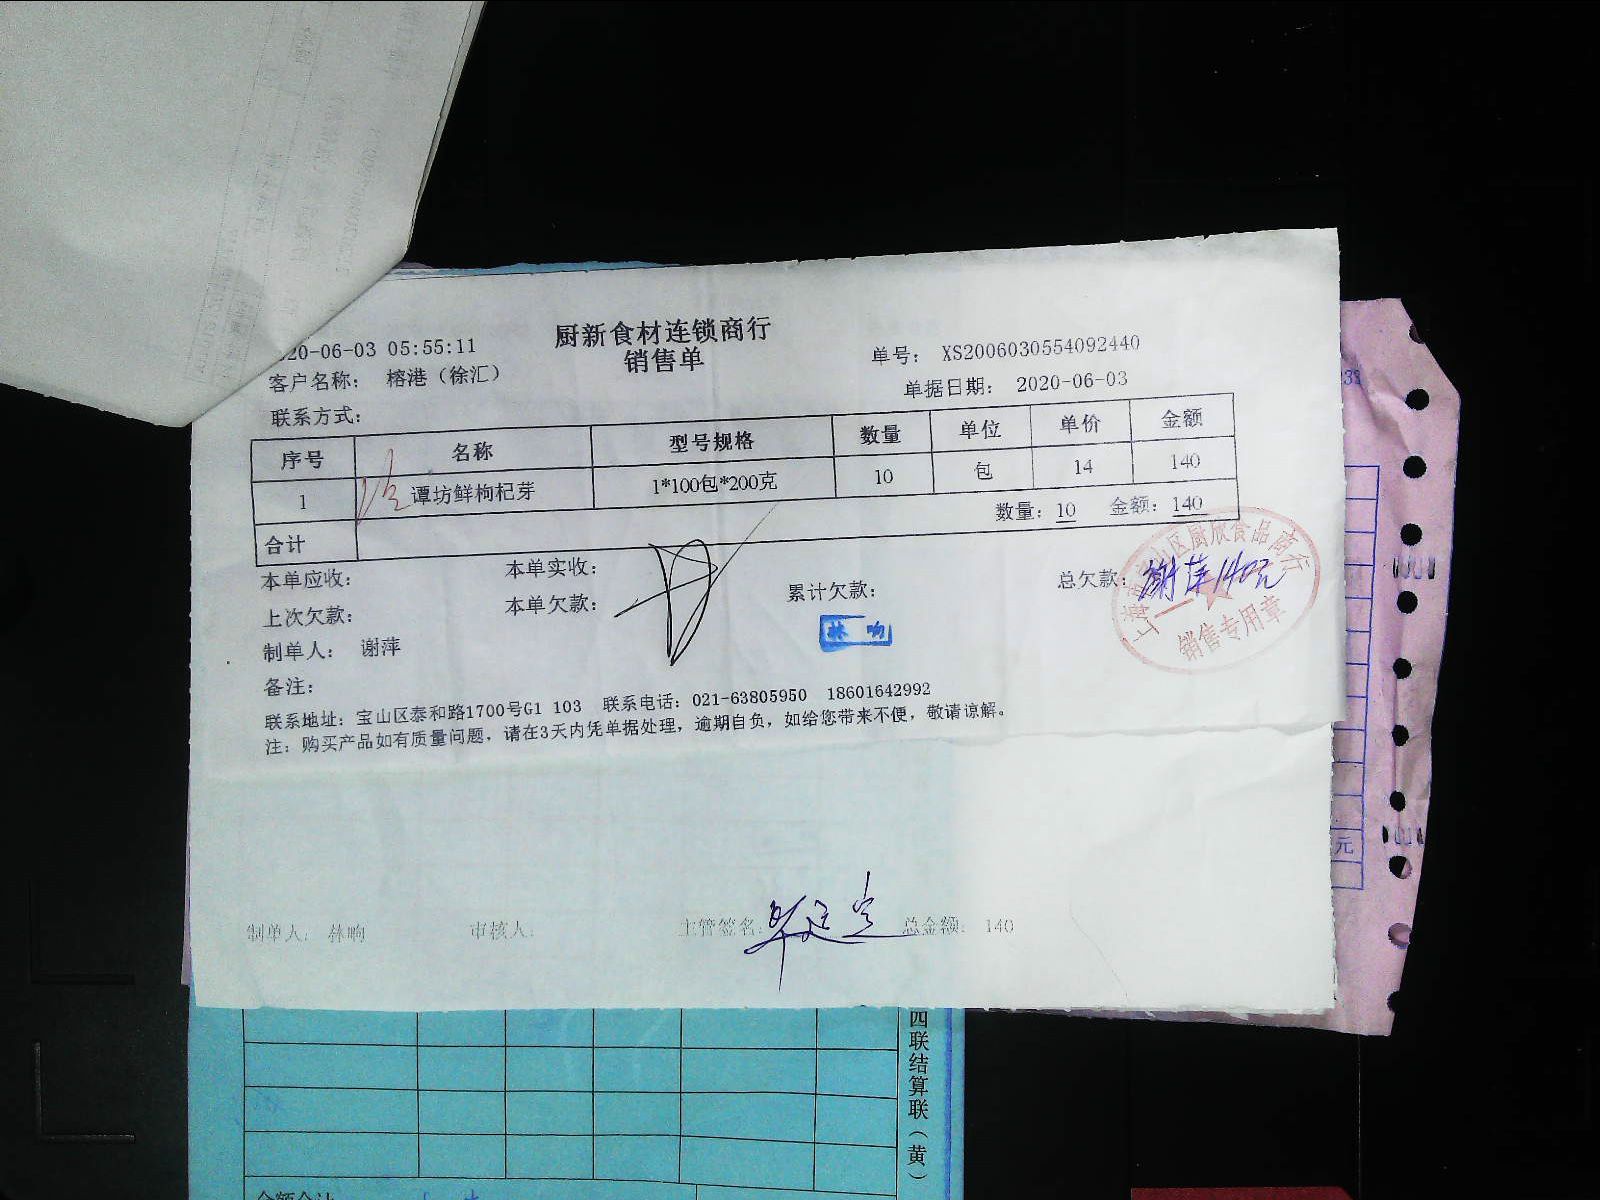 20-06-03 05:55:11
厨新食材连锁商行
销售单
单号： XS2006030554092440
客户名称： 榕港（徐汇）
单据日期： 2020-06-03
联系方式：
序号 名称 型号规格 数量 单位 单价 金额
1 谭坊鲜枸杞芽 1*100包*200克 10 包 14 140
合计 数量：10 金额：140
本单应收： 本单实收： 总欠款： 谢萍140元
上次欠款： 本单欠款： 累计欠款：
制单人： 谢萍
林响
区厨欣食品商行
销售专用章
备注：
联系地址：宝山区泰和路1700号G1 103 联系电话：021-63805950 18601642992
注：购买产品如有质量问题，请在3天内凭单据处理，逾期自负，如给您带来不便，敬请谅解。
制单人：林响 审核人： 主管签名： 总金额：140
元
四联结算联（黄）